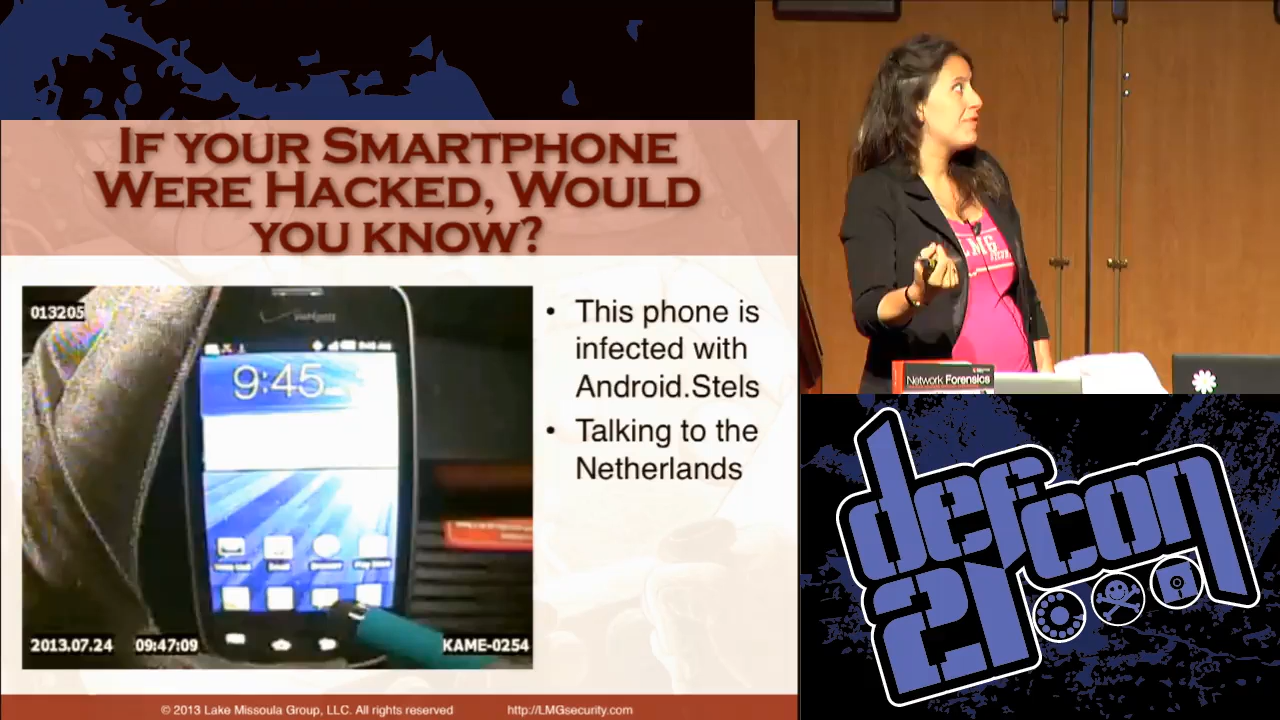 IF YOUR SMARTPHONE
WERE HACKED, WOULD
YOU KNOW?
013205
verizon
9:45
2013.07.24
09:47:09
KAME-0254
• This phone is
infected with
Android.Stels
• Talking to the
Netherlands
© 2013 Lake Missoula Group, LLC. All rights reserved
http://LMGsecurity.com
LMG
Network Forensics
defcon
21